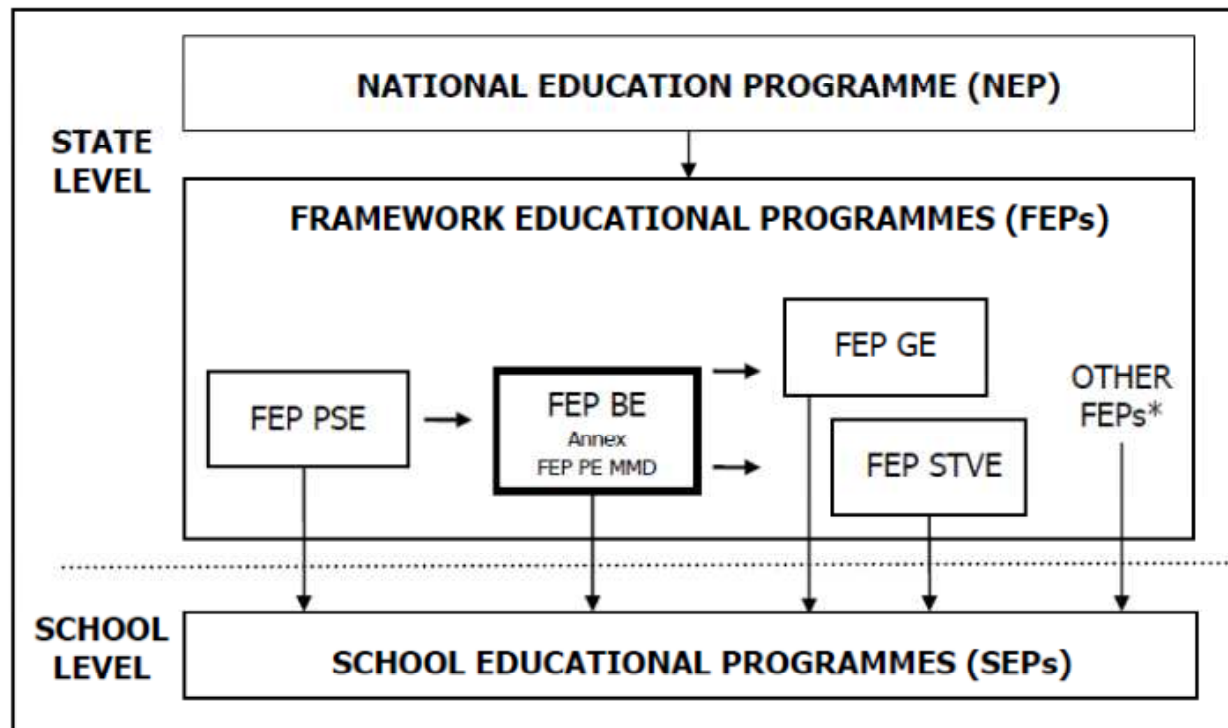 NATIONAL EDUCATION PROGRAMME (NEP)
STATE
LEVEL
FRAMEWORK EDUCATIONAL PROGRAMMES (FEPs)
FEP GE
FEP PSE
FEP BE
Annex
FEP PE MMD
OTHER
FEPs*
FEP STVE
SCHOOL
LEVEL
SCHOOL EDUCATIONAL PROGRAMMES (SEPs)